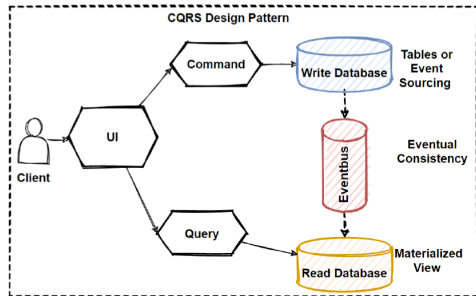 CQRS Design Pattern
Command
Write Database
Tables or
Event
Sourcing
UI
Client
Eventbus
Eventual
Consistency
Query
Read Database
Materialized
View